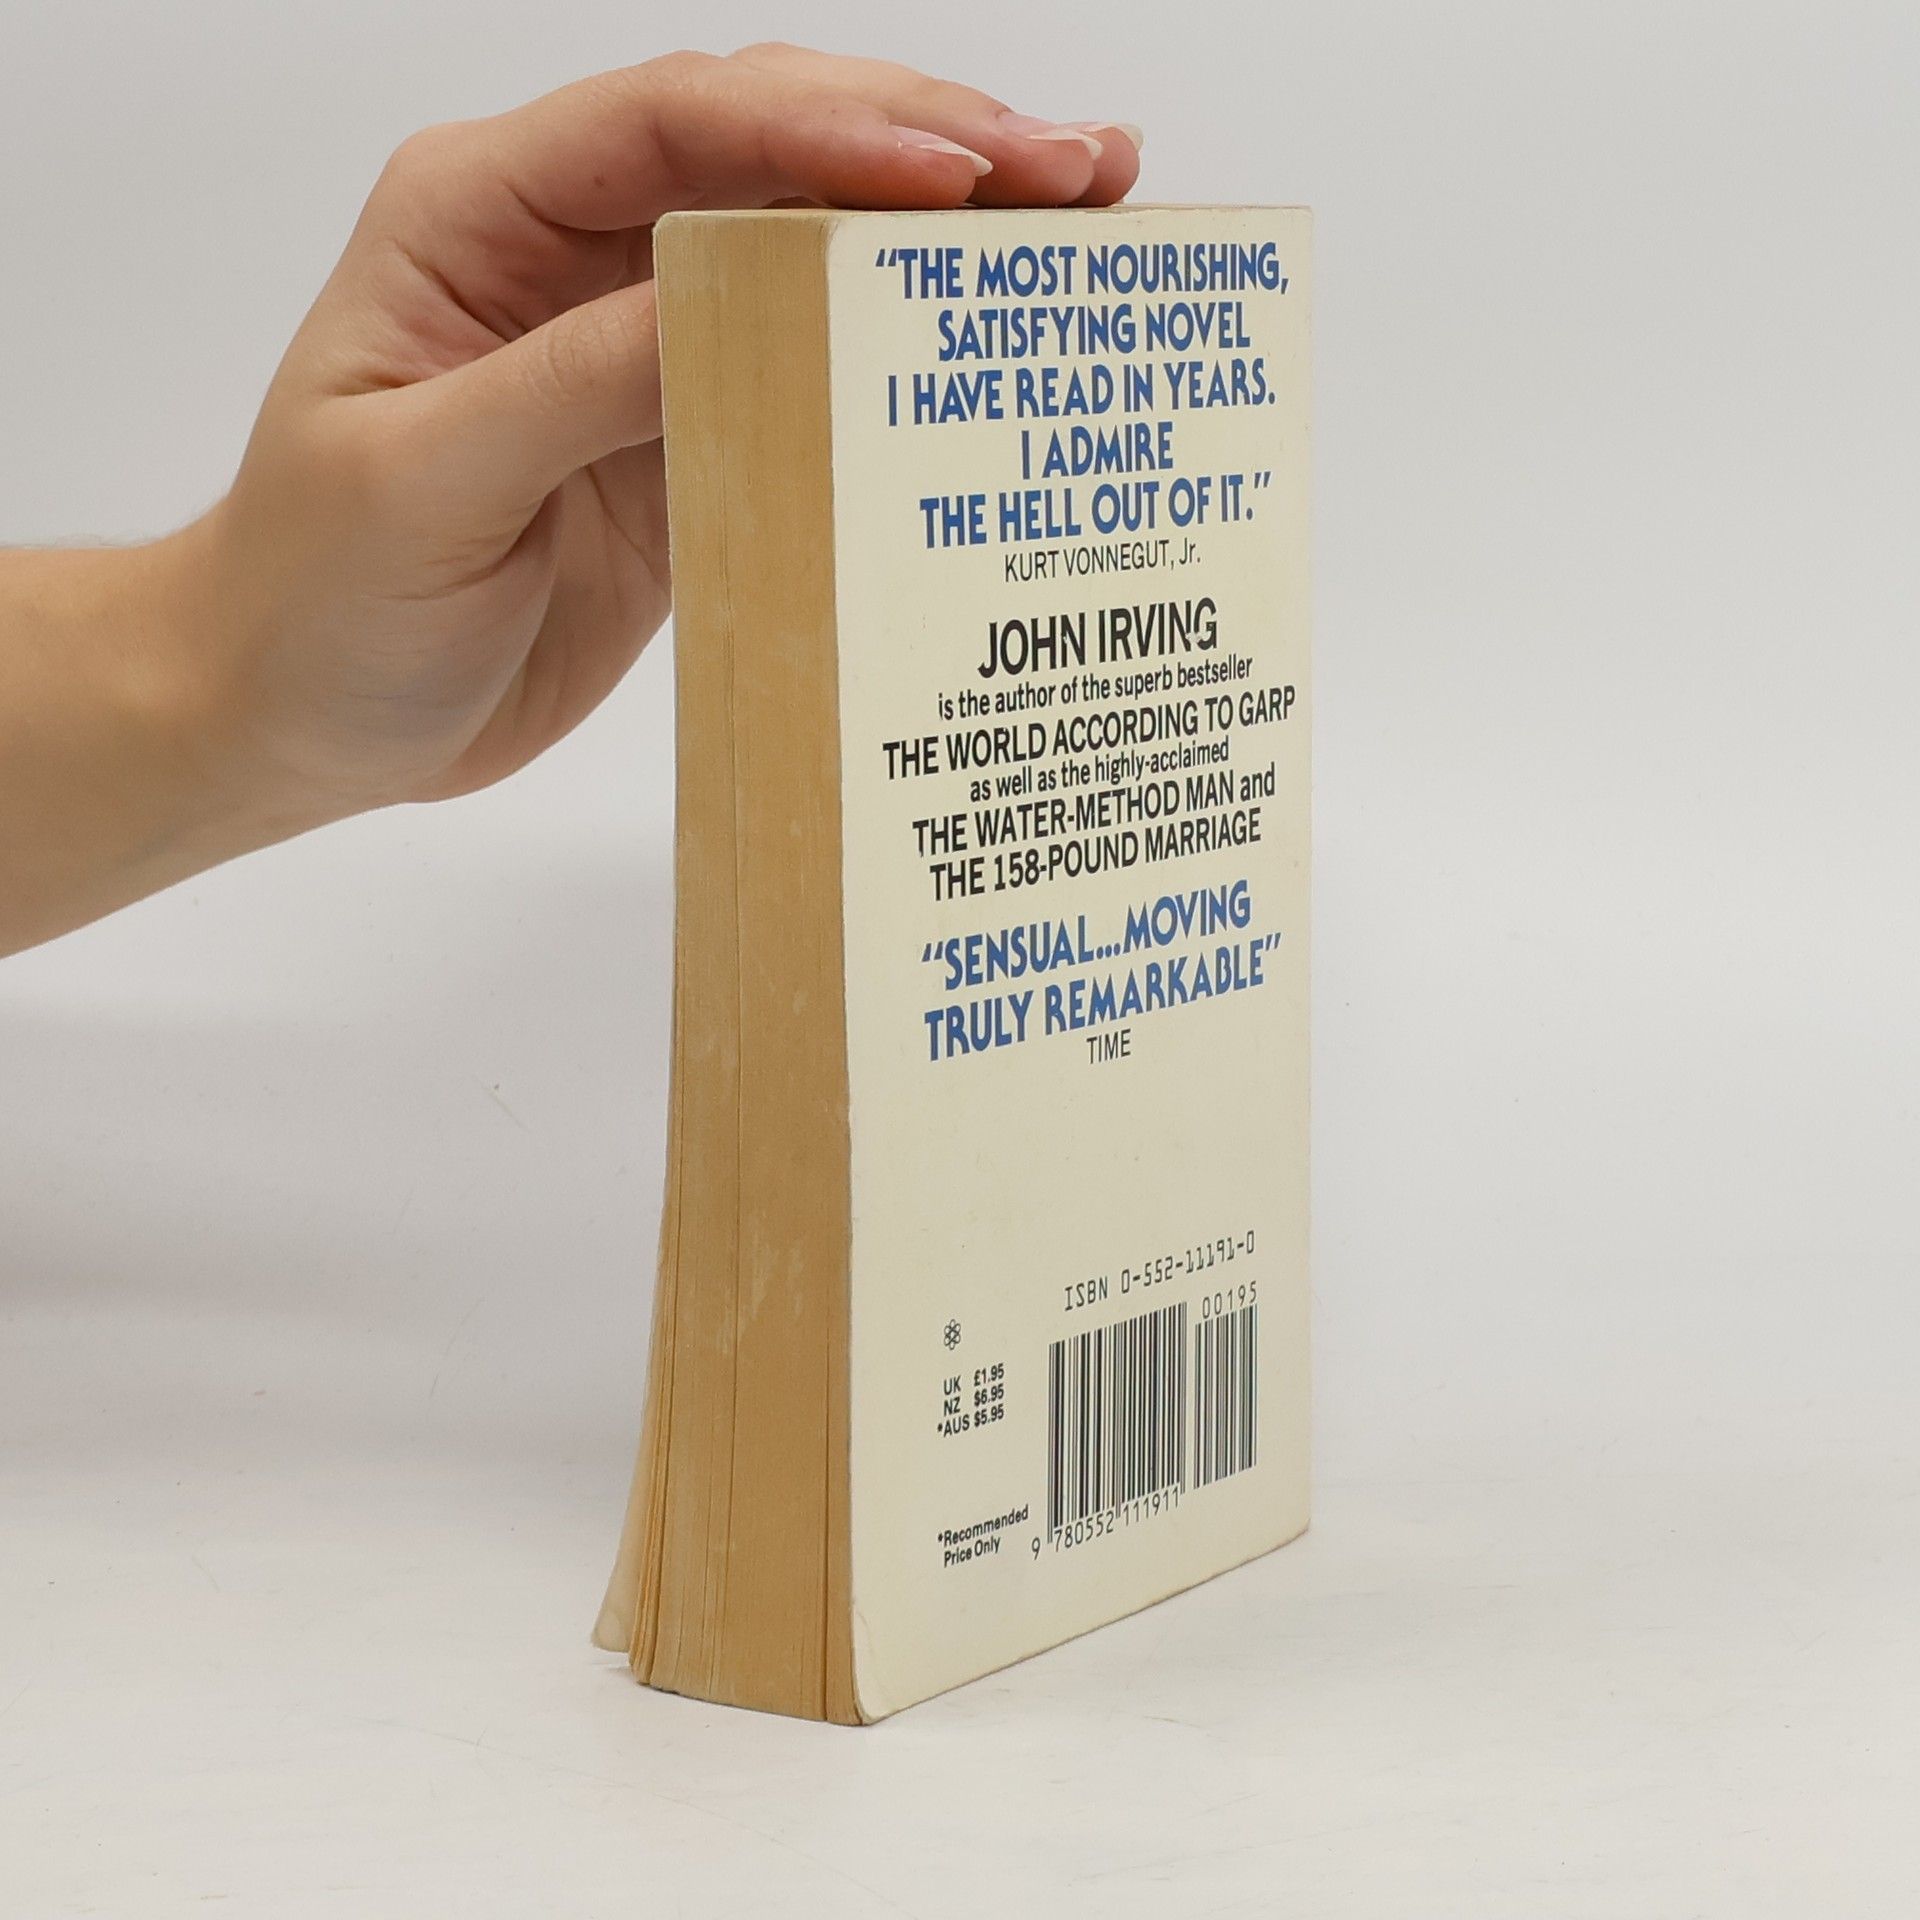 “THE MOST NOURISHING,
SATISFYING NOVEL
I HAVE READ IN YEARS.
I ADMIRE
THE HELL OUT OF IT.”
KURT VONNEGUT, Jr.
JOHN IRVING
is the author of the superb bestseller
THE WORLD ACCORDING TO GARP
as well as the highly-acclaimed
THE WATER-METHOD MAN and
THE 158-POUND MARRIAGE
“SENSUAL...MOVING
TRULY REMARKABLE”
TIME
ISBN 0-552-11191-0
00195
UK £1.95
NZ $6.95
*AUS $5.95
*Recommended
Price Only
9 780552 111911